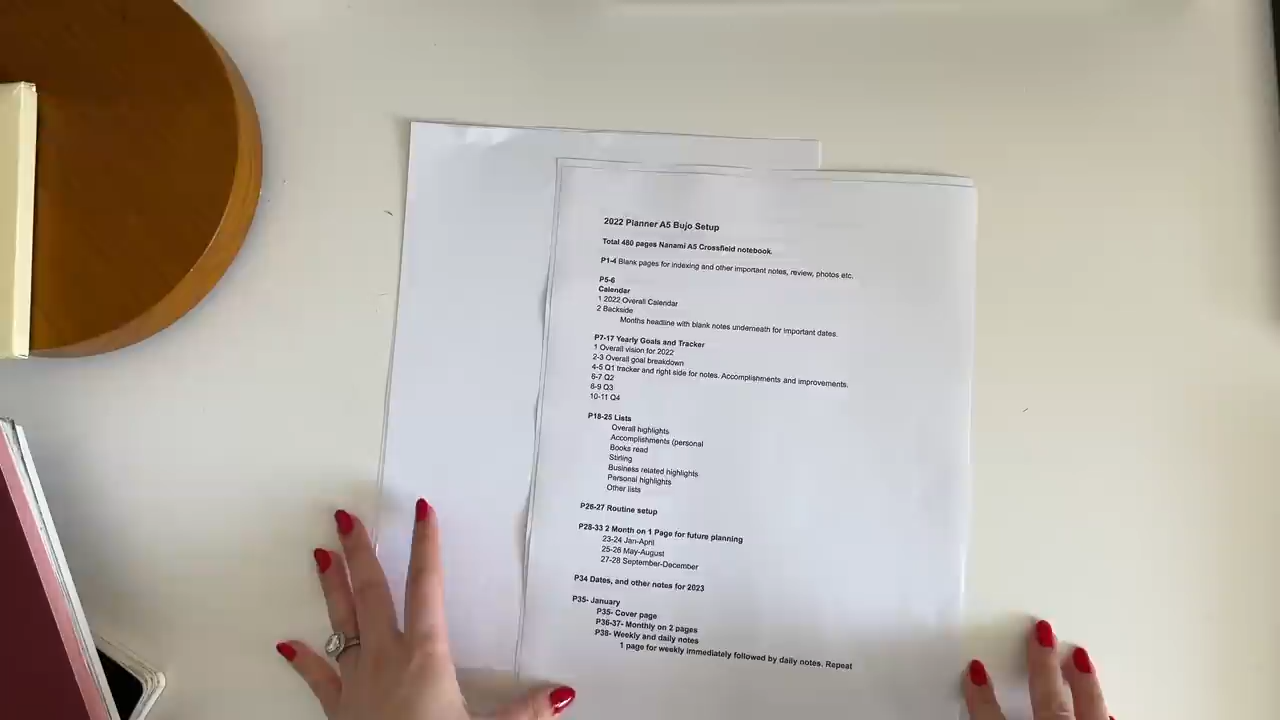 2022 Planner A5 Bujo Setup
Total 480 pages Nanami A5 Crossfield notebook.
P1-4 Blank pages for indexing and other important notes, review, photos etc.
P5-6
Calendar
1 2022 Overall Calendar
2 Backside
Months headline with blank notes underneath for important dates.
P7-17 Yearly Goals and Tracker
1 Overall vision for 2022
2-3 Overall goal breakdown
4-5 Q1 tracker and right side for notes. Accomplishments and improvements.
6-7 Q2
8-9 Q3
10-11 Q4
P18-25 Lists
Overall highlights
Accomplishments (personal
Books read
Stirling
Business related highlights
Personal highlights
Other lists
P26-27 Routine setup
P28-33 2 Month on 1 Page for future planning
23-24 Jan-April
25-26 May-August
27-28 September-December
P34 Dates, and other notes for 2023
P35- January
P35- Cover page
P36-37- Monthly on 2 pages
P38- Weekly and daily notes
1 page for weekly immediately followed by daily notes. Repeat